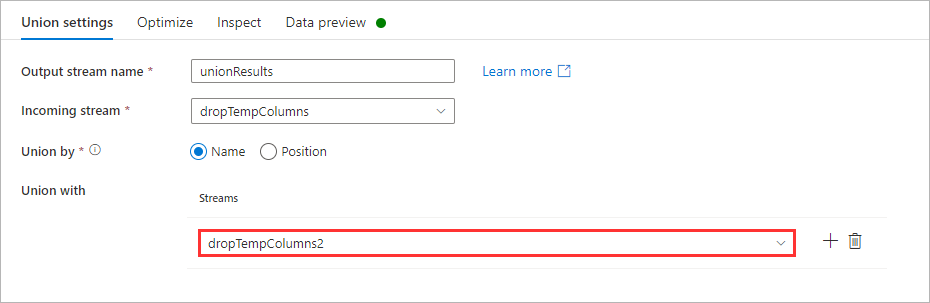 Union settings Optimize Inspect Data preview
Output stream name * unionResults Learn more
Incoming stream * dropTempColumns
Union by * Name Position
Union with
Streams
dropTempColumns2